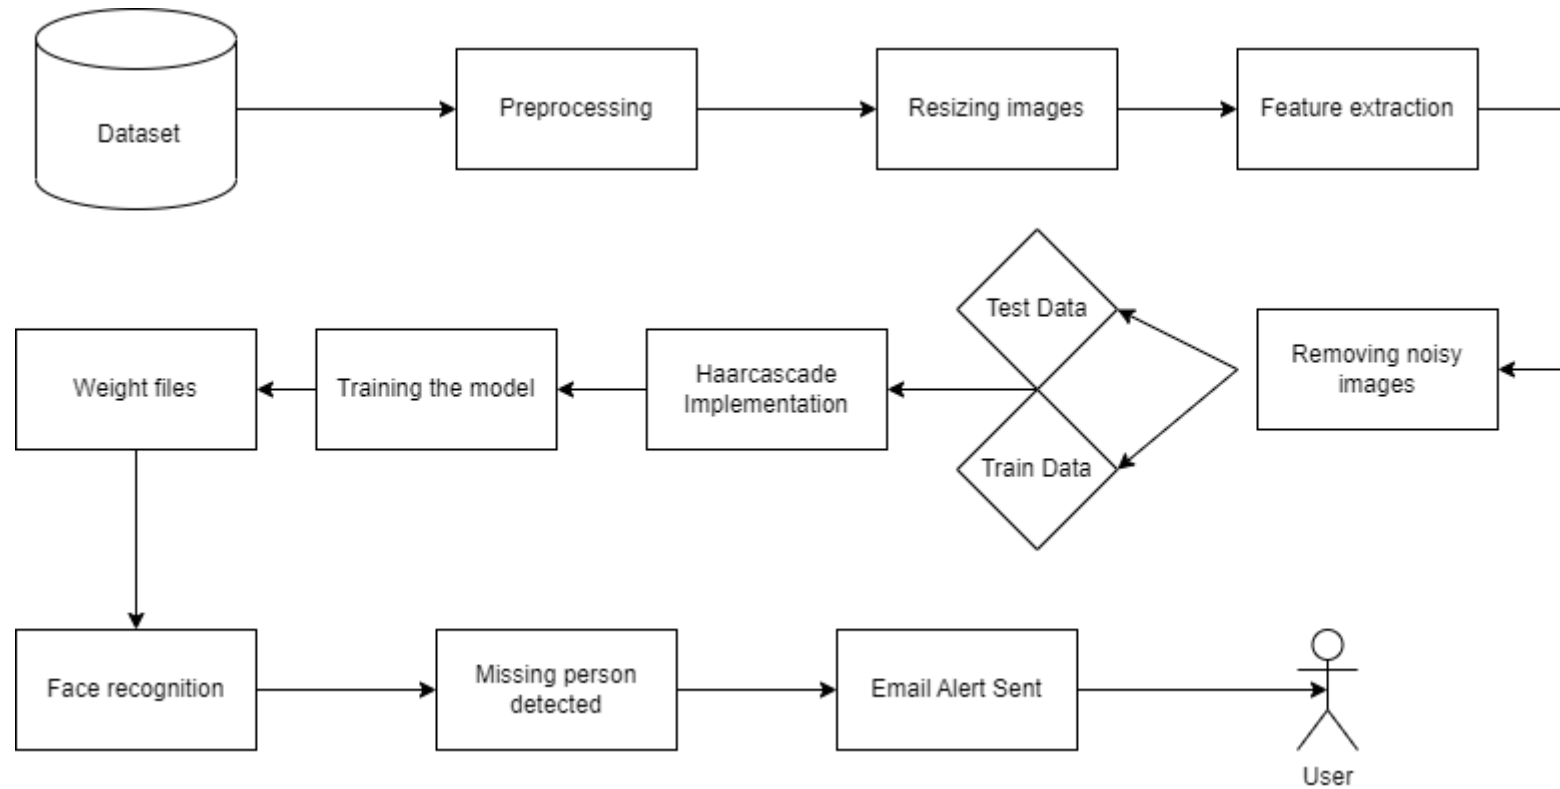 Dataset
Preprocessing
Resizing images
Feature extraction
Test Data
Train Data
Removing noisy
images
Haarcascade
Implementation
Training the model
Weight files
Face recognition
Missing person
detected
Email Alert Sent
User